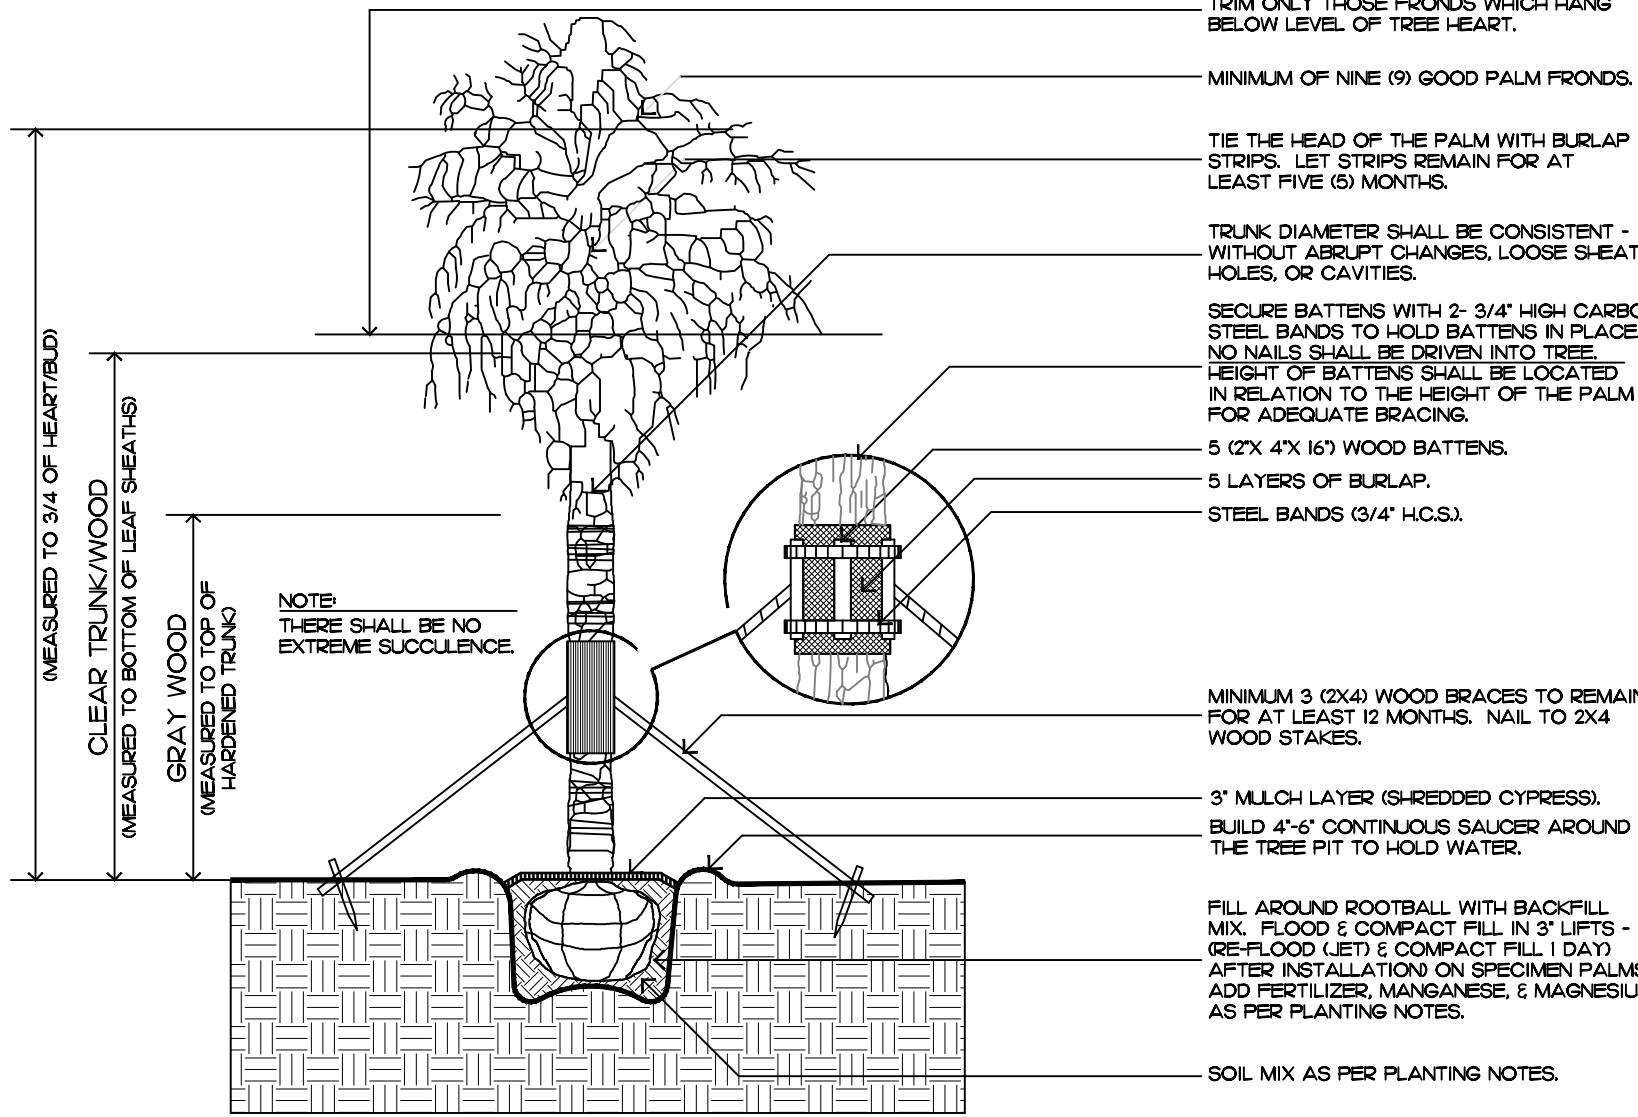 TRIM ONLY THOSE FRONDS WHICH HANG
BELOW LEVEL OF TREE HEART.
MINIMUM OF NINE (9) GOOD PALM FRONDS.
TIE THE HEAD OF THE PALM WITH BURLAP
STRIPS. LET STRIPS REMAIN FOR AT
LEAST FIVE (5) MONTHS.
TRUNK DIAMETER SHALL BE CONSISTENT -
WITHOUT ABRUPT CHANGES, LOOSE SHEAT
HOLES, OR CAVITIES.
SECURE BATTENS WITH 2- 3/4" HIGH CARBO
STEEL BANDS TO HOLD BATTENS IN PLACE
NO NAILS SHALL BE DRIVEN INTO TREE.
HEIGHT OF BATTENS SHALL BE LOCATED
IN RELATION TO THE HEIGHT OF THE PALM
FOR ADEQUATE BRACING.
5 (2"X 4"X 16") WOOD BATTENS.
5 LAYERS OF BURLAP.
STEEL BANDS (3/4" H.C.S.).
MINIMUM 3 (2X4) WOOD BRACES TO REMAIN
FOR AT LEAST 12 MONTHS. NAIL TO 2X4
WOOD STAKES.
3" MULCH LAYER (SHREDDED CYPRESS).
BUILD 4"-6" CONTINUOUS SAUCER AROUND
THE TREE PIT TO HOLD WATER.
FILL AROUND ROOTBALL WITH BACKFILL
MIX. FLOOD & COMPACT FILL IN 3" LIFTS -
(RE-FLOOD (JET) & COMPACT FILL 1 DAY)
AFTER INSTALLATION) ON SPECIMEN PALMS
ADD FERTILIZER, MANGANESE, & MAGNESIU
AS PER PLANTING NOTES.
SOIL MIX AS PER PLANTING NOTES.
(MEASURED TO 3/4 OF HEART/BUD)
CLEAR TRUNK/WOOD
(MEASURED TO BOTTOM OF LEAF SHEATHS)
GRAY WOOD
(MEASURED TO TOP OF
HARDENED TRUNK)
NOTE:
THERE SHALL BE NO
EXTREME SUCCULENCE.